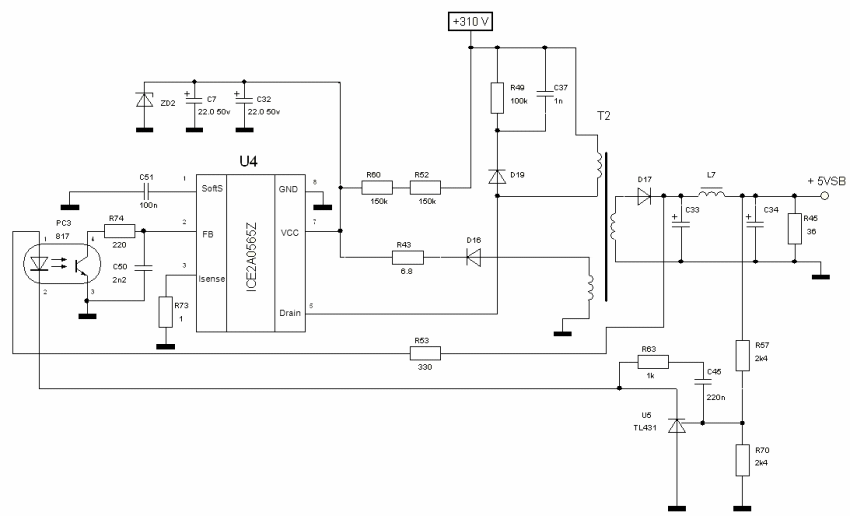 +310 V
R49
100k
C37
1n
T2
ZD2
C7
22.0 50v
C32
22.0 50v
U4
C51
100n
1
SoftS
GND
8
R60
150k
R52
150k
D19
D17
L7
+ 5VSB
PC3
817
R74
220
2
FB
VCC
7
ICE2A0565Z
C33
C34
R45
36
1
4
2
3
C50
2n2
3
Isense
R73
1
R43
6.8
D16
Drain
5
R53
330
R63
1k
C45
220n
R57
2k4
U5
TL431
R70
2k4